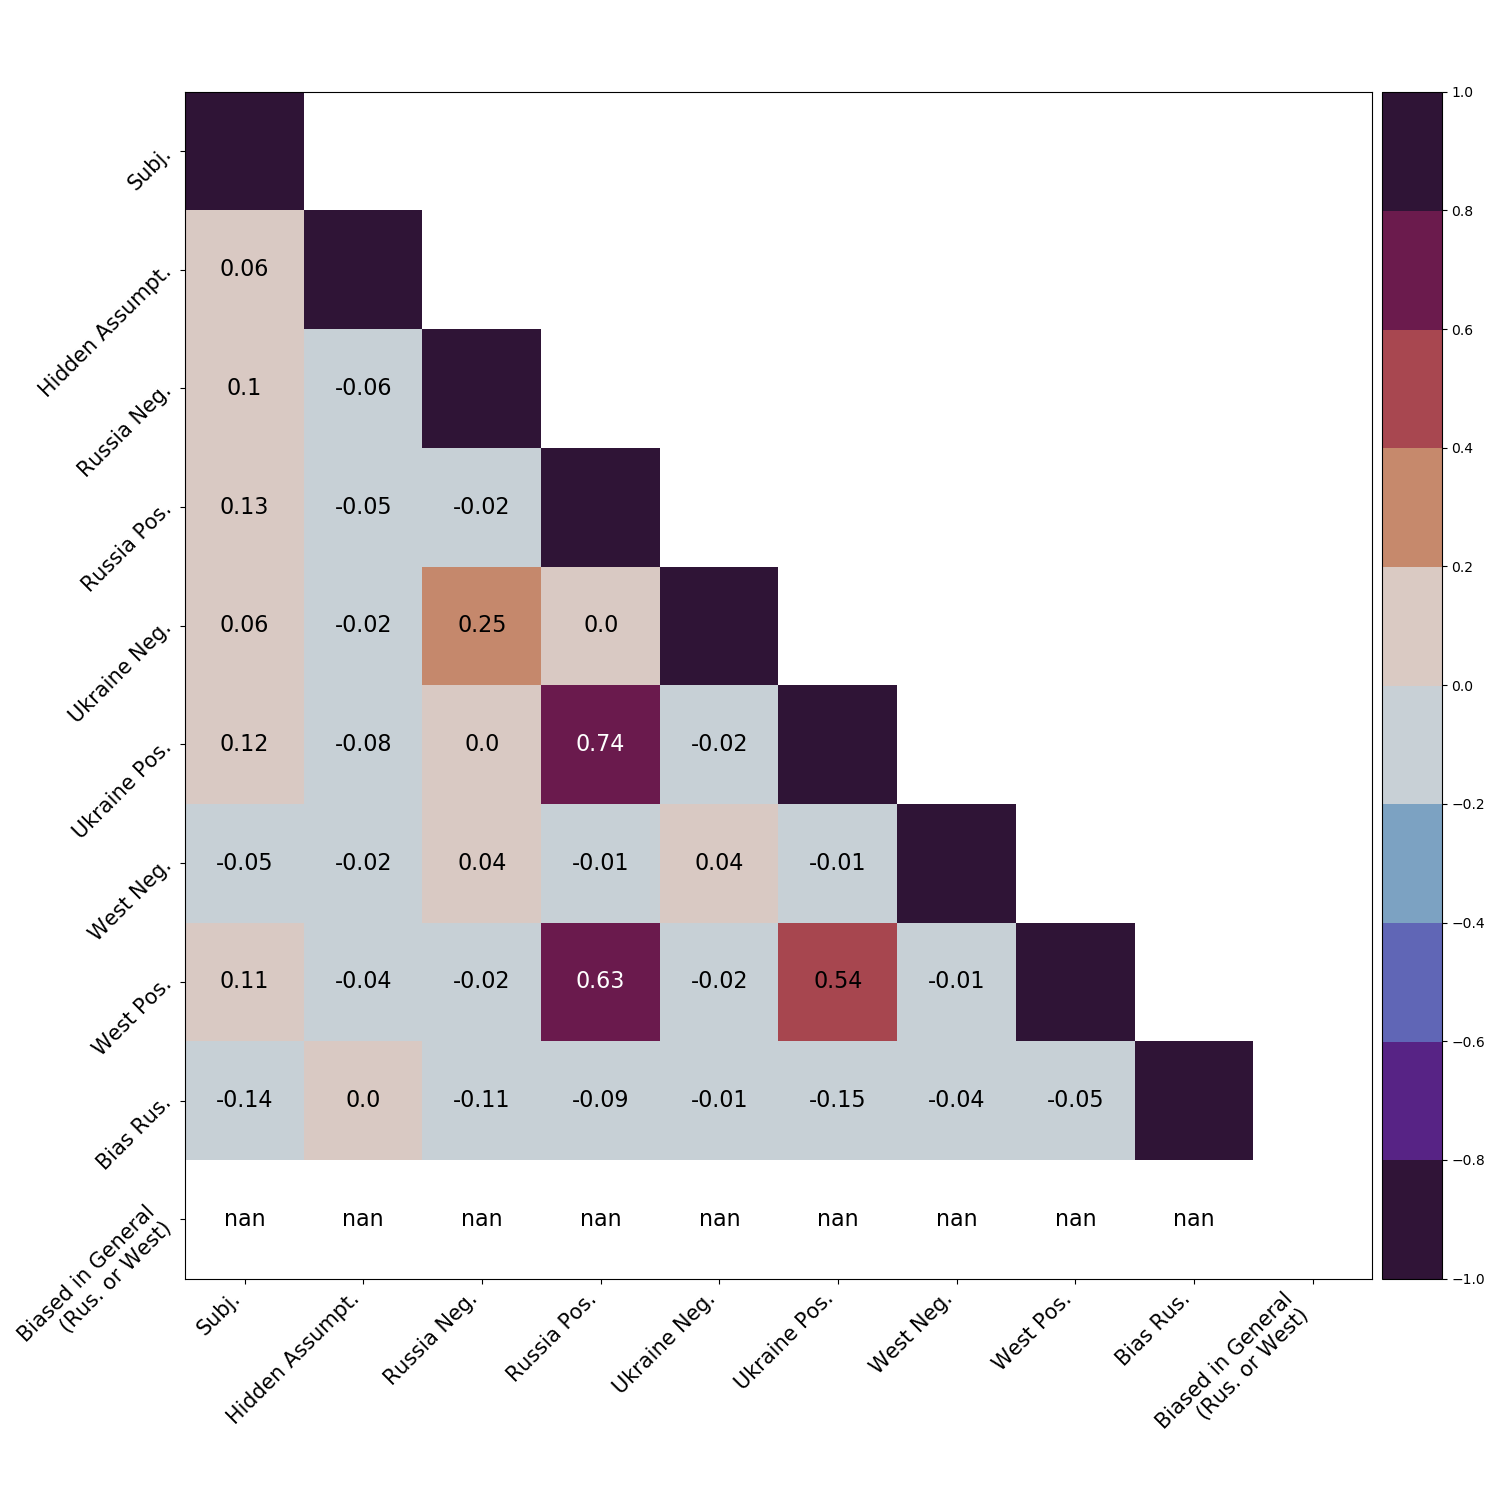 1.0
Subj.
0.8
0.06
Hidden Assumpt.
0.6
0.1 -0.06
Russia Neg.
0.4
0.13 -0.05 -0.02
Russia Pos.
0.2
0.06 -0.02 0.25 0.0
Ukraine Neg.
0.0
0.12 -0.08 0.0 0.74 -0.02
Ukraine Pos.
−0.2
-0.05 -0.02 0.04 -0.01 0.04 -0.01
West Neg.
−0.4
0.11 -0.04 -0.02 0.63 -0.02 0.54 -0.01
West Pos.
−0.6
-0.14 0.0 -0.11 -0.09 -0.01 -0.15 -0.04 -0.05
Bias Rus.
−0.8
nan nan nan nan nan nan nan nan nan
Biased in General
(Rus. or West)
−1.0
Subj.
Hidden Assumpt.
Russia Neg.
Russia Pos.
Ukraine Neg.
Ukraine Pos.
West Neg.
West Pos.
Bias Rus.
Biased in General
(Rus. or West)